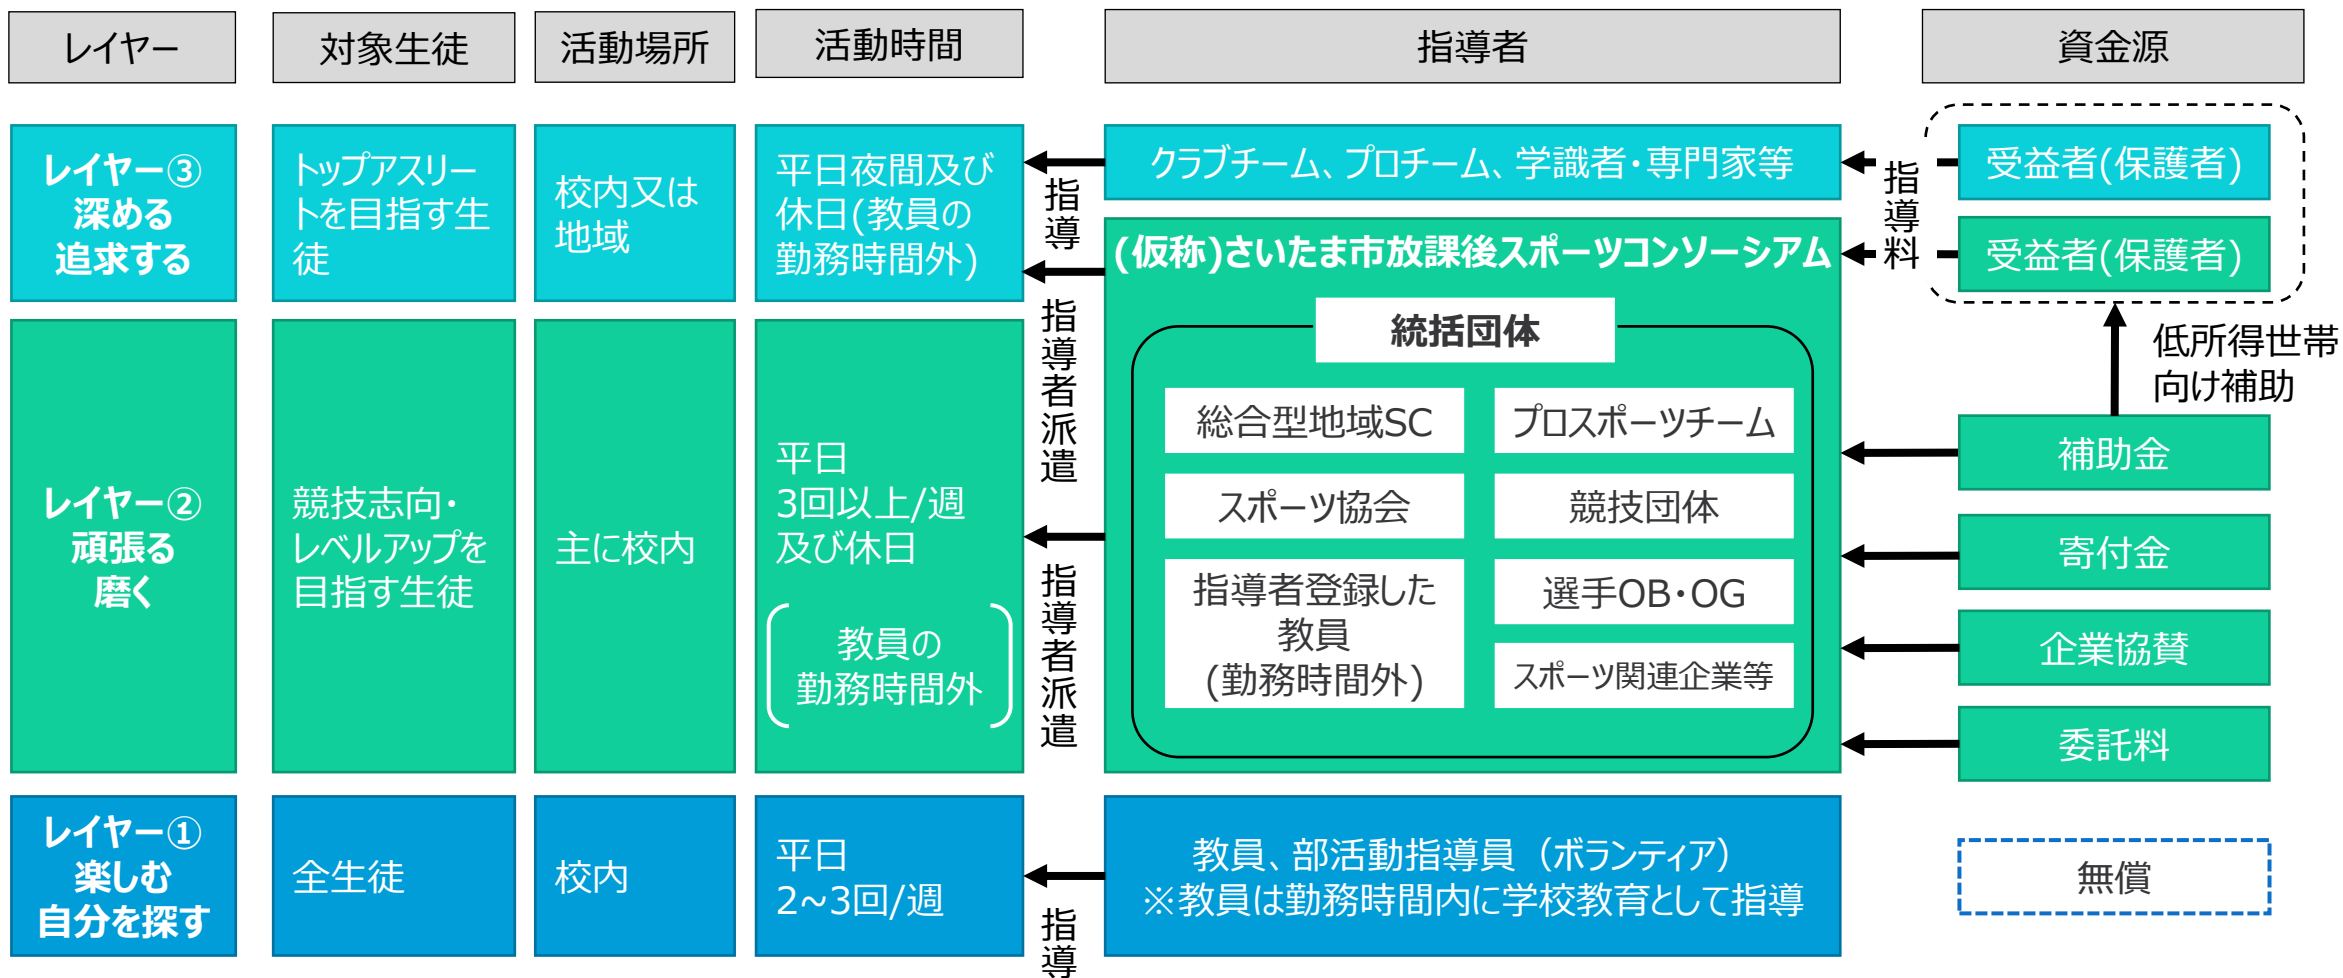 レイヤー
対象生徒
活動場所
活動時間
指導者
資金源
レイヤー③
深める
追求する
トップアスリー
トを目指す生
徒
校内又は
地域
平日夜間及び
休日(教員の
勤務時間外)
指導
クラブチーム、プロチーム、学識者・専門家等
指導料
受益者(保護者)
受益者(保護者)
低所得世帯
向け補助
レイヤー②
頑張る
磨く
競技志向・
レベルアップを
目指す生徒
主に校内
平日
3回以上/週
及び休日
教員の
勤務時間外
指導者派遣
指導者派遣
(仮称)さいたま市放課後スポーツコンソーシアム
統括団体
総合型地域SC
プロスポーツチーム
スポーツ協会
競技団体
指導者登録した
教員
(勤務時間外)
選手OB・OG
スポーツ関連企業等
補助金
寄付金
企業協賛
委託料
レイヤー①
楽しむ
自分を探す
全生徒
校内
平日
2~3回/週
指導
教員、部活動指導員（ボランティア）
※教員は勤務時間内に学校教育として指導
無償